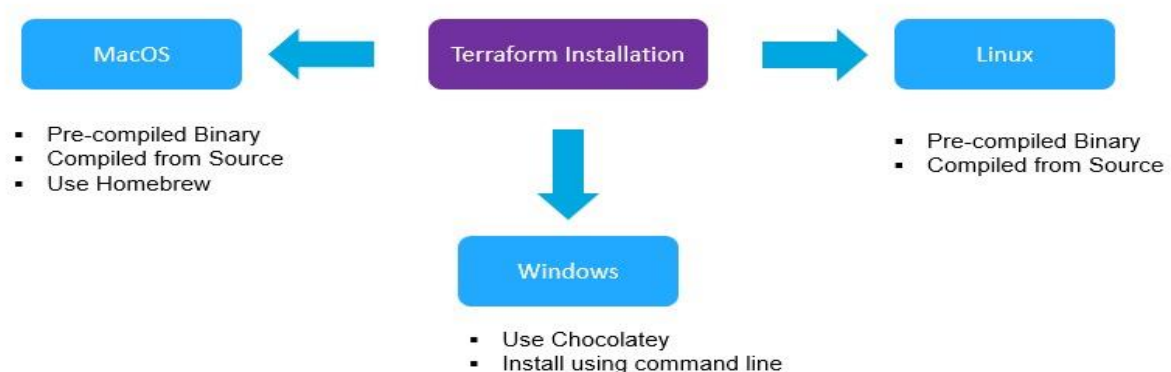 MacOS
Terraform Installation
Linux
Pre-compiled Binary
Compiled from Source
Use Homebrew
Pre-compiled Binary
Compiled from Source
Windows
Use Chocolatey
Install using command line